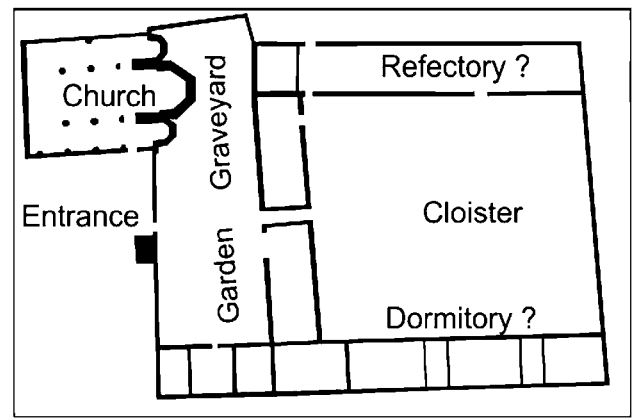 Refectory ?
Church
Graveyard
Entrance
Cloister
Garden
Dormitory ?